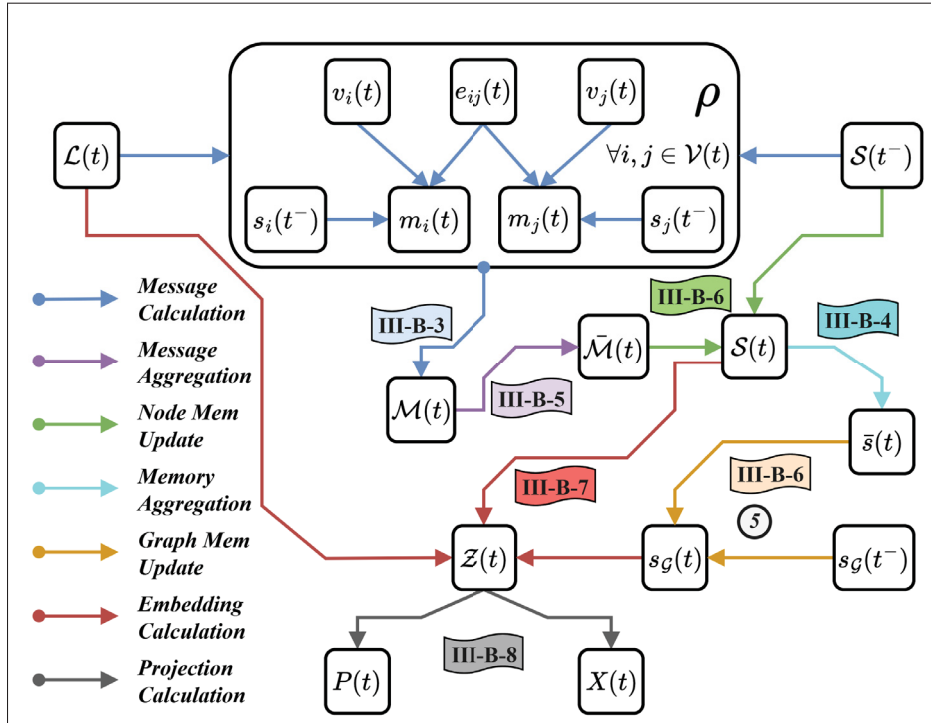 v_i(t) e_{ij}(t) v_j(t) ρ
∀i, j ∈ 𝒱(t)
ℒ(t) 𝒮(t⁻)
s_i(t⁻) m_i(t) m_j(t) s_j(t⁻)
Message
Calculation
Message
Aggregation
Node Mem
Update
Memory
Aggregation
Graph Mem
Update
Embedding
Calculation
Projection
Calculation
III-B-3
III-B-6
III-B-4
ℳ̄(t) 𝒮(t)
ℳ(t)
III-B-5
s̄(t)
III-B-7
III-B-6
5
𝒵(t) s_𝒢(t) s_𝒢(t⁻)
III-B-8
P(t) X(t)